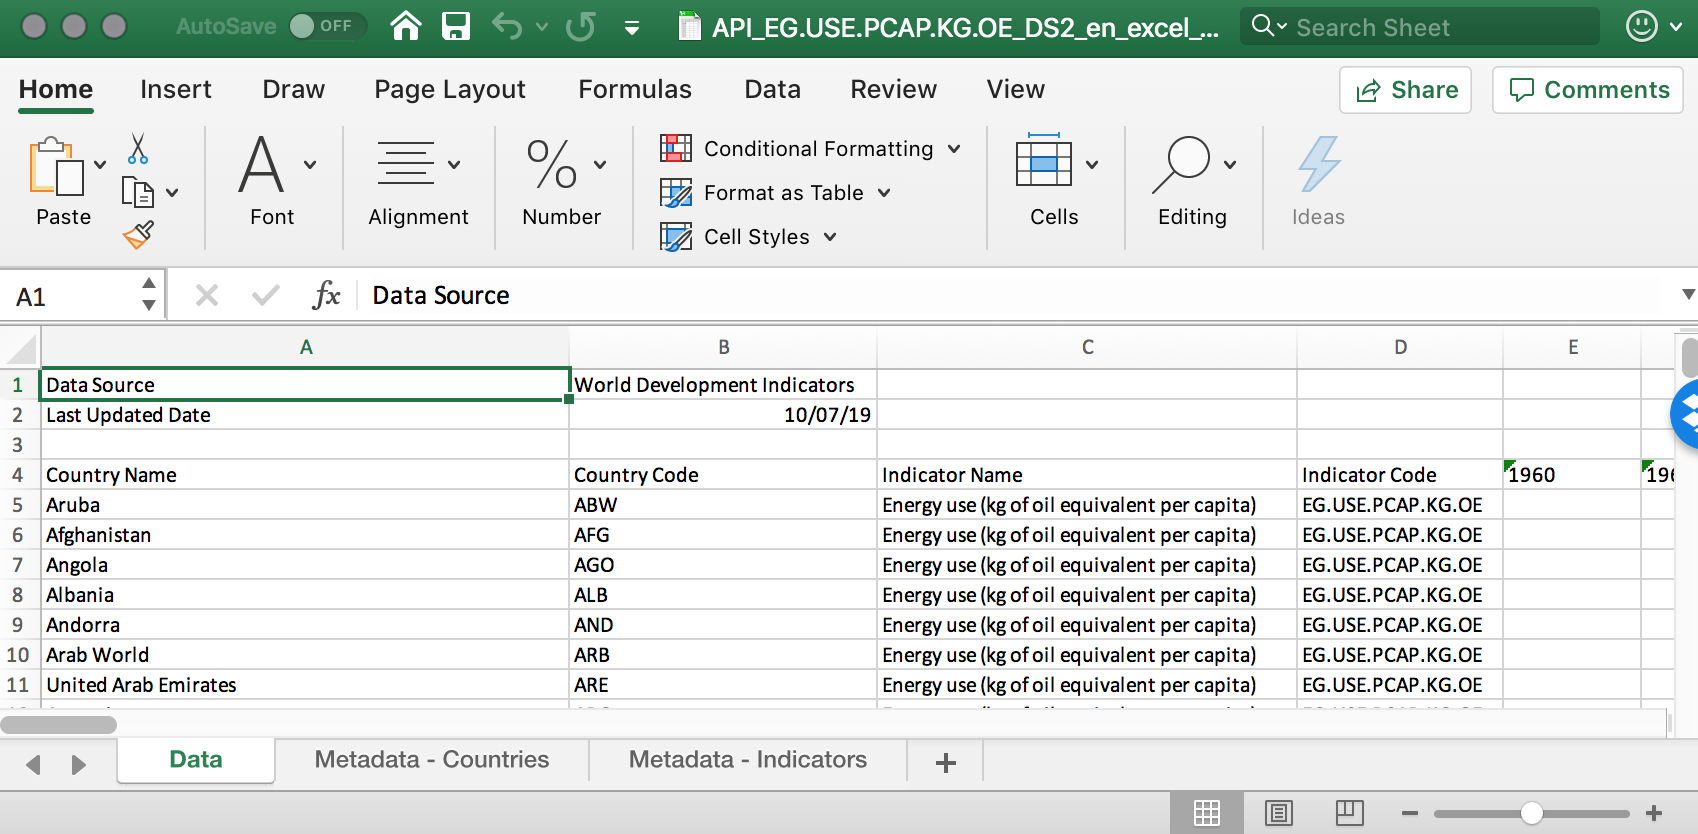 AutoSave OFF API_EG.USE.PCAP.KG.OE_DS2_en_excel_... Search Sheet
Home Insert Draw Page Layout Formulas Data Review View Share Comments
Paste Font Alignment Number Conditional Formatting Format as Table Cell Styles Cells Editing Ideas
A1 fx Data Source
A B C D E
1 Data Source World Development Indicators
2 Last Updated Date 10/07/19
3
4 Country Name Country Code Indicator Name Indicator Code 1960
5 Aruba ABW Energy use (kg of oil equivalent per capita) EG.USE.PCAP.KG.OE
6 Afghanistan AFG Energy use (kg of oil equivalent per capita) EG.USE.PCAP.KG.OE
7 Angola AGO Energy use (kg of oil equivalent per capita) EG.USE.PCAP.KG.OE
8 Albania ALB Energy use (kg of oil equivalent per capita) EG.USE.PCAP.KG.OE
9 Andorra AND Energy use (kg of oil equivalent per capita) EG.USE.PCAP.KG.OE
10 Arab World ARB Energy use (kg of oil equivalent per capita) EG.USE.PCAP.KG.OE
11 United Arab Emirates ARE Energy use (kg of oil equivalent per capita) EG.USE.PCAP.KG.OE
Data Metadata - Countries Metadata - Indicators +